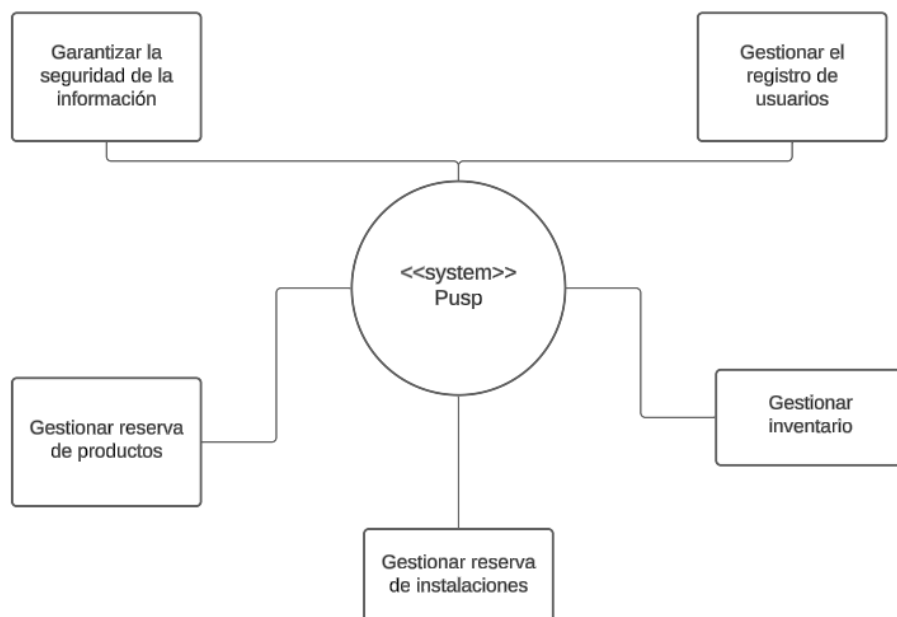 Garantizar la
seguridad de la
información
Gestionar el
registro de
usuarios
<<system>>
Pusp
Gestionar reserva
de productos
Gestionar
inventario
Gestionar reserva
de instalaciones